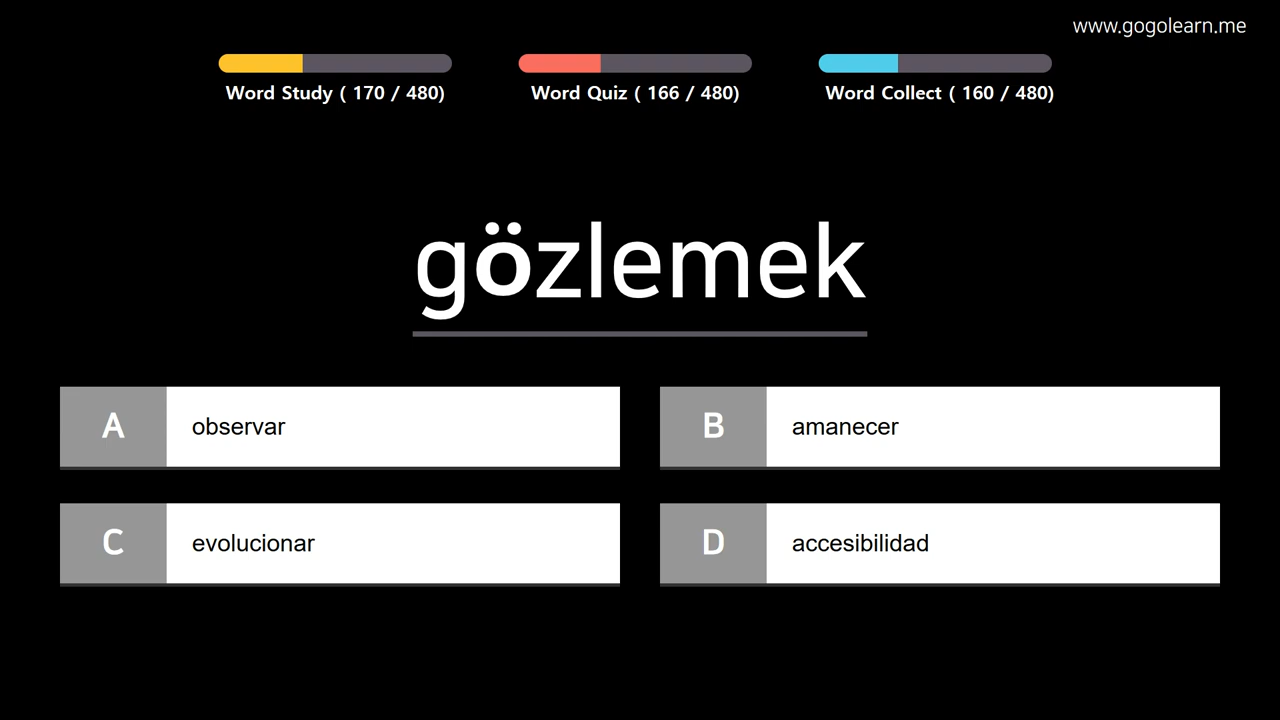 www.gogolearn.me
Word Study ( 170 / 480)
Word Quiz ( 166 / 480)
Word Collect ( 160 / 480)
gözlemek
A observar
B amanecer
C evolucionar
D accesibilidad